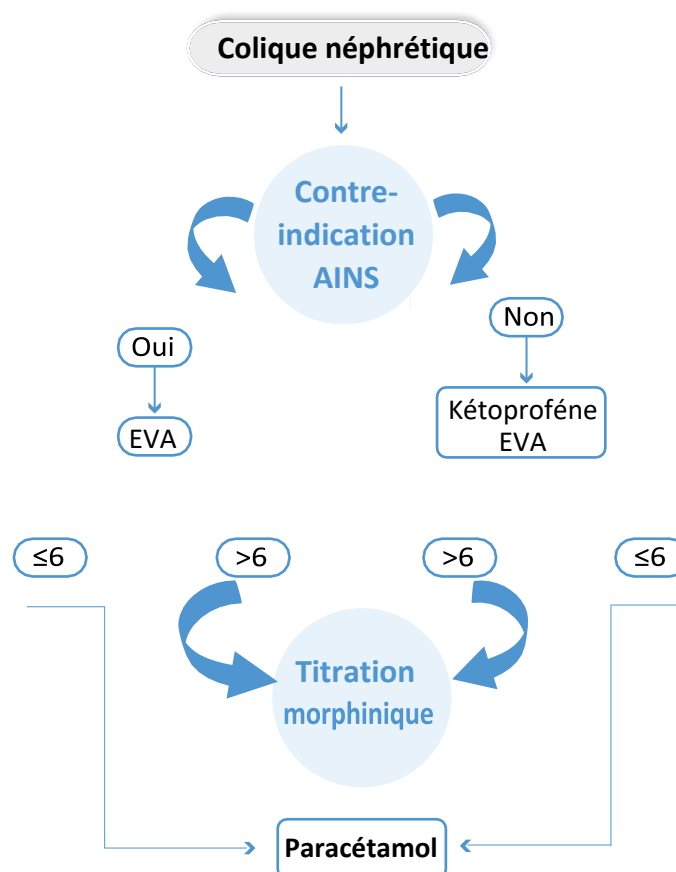 Colique néphrétique
Contre-
indication
AINS
Oui
Non
EVA
Kétoproféne
EVA
≤6
>6
>6
≤6
Titration
morphinique
Paracétamol